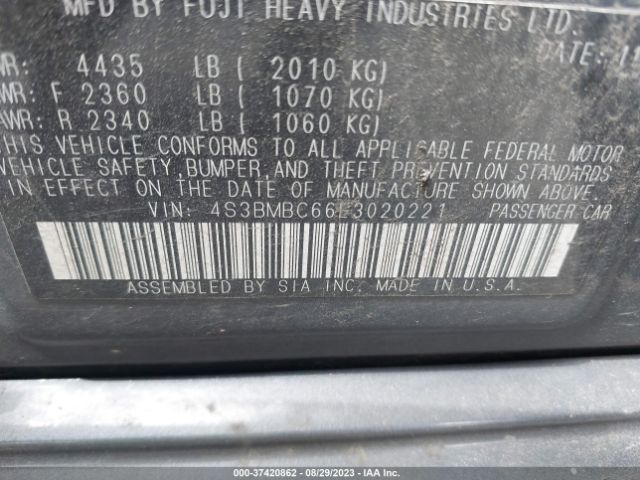 MFD BY FUJI HEAVY INDUSTRIES LTD.
DATE: 11
WR: 4435 LB ( 2010 KG)
WR: F 2360 LB ( 1070 KG)
AWR: R 2340 LB ( 1060 KG)
THIS VEHICLE CONFORMS TO ALL APPLICABLE FEDERAL MOTOR
VEHICLE SAFETY, BUMPER, AND THEFT PREVENTION STANDARDS
IN EFFECT ON THE DATE OF MANUFACTURE SHOWN ABOVE.
VIN: 4S3BMBC66E3020221 PASSENGER CAR
ASSEMBLED BY SIA INC. MADE IN U.S.A.
000-37420862 - 08/29/2023 - IAA Inc.